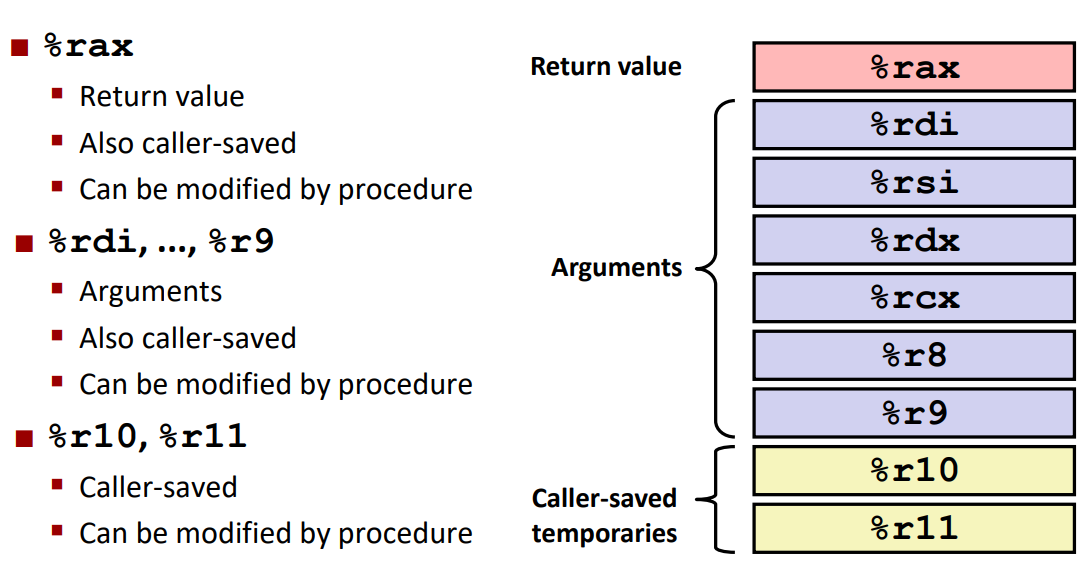 %rax
Return value
Also caller-saved
Can be modified by procedure
%rdi, ..., %r9
Arguments
Also caller-saved
Can be modified by procedure
%r10, %r11
Caller-saved
Can be modified by procedure
Return value
%rax
Arguments
%rdi
%rsi
%rdx
%rcx
%r8
%r9
Caller-saved
temporaries
%r10
%r11